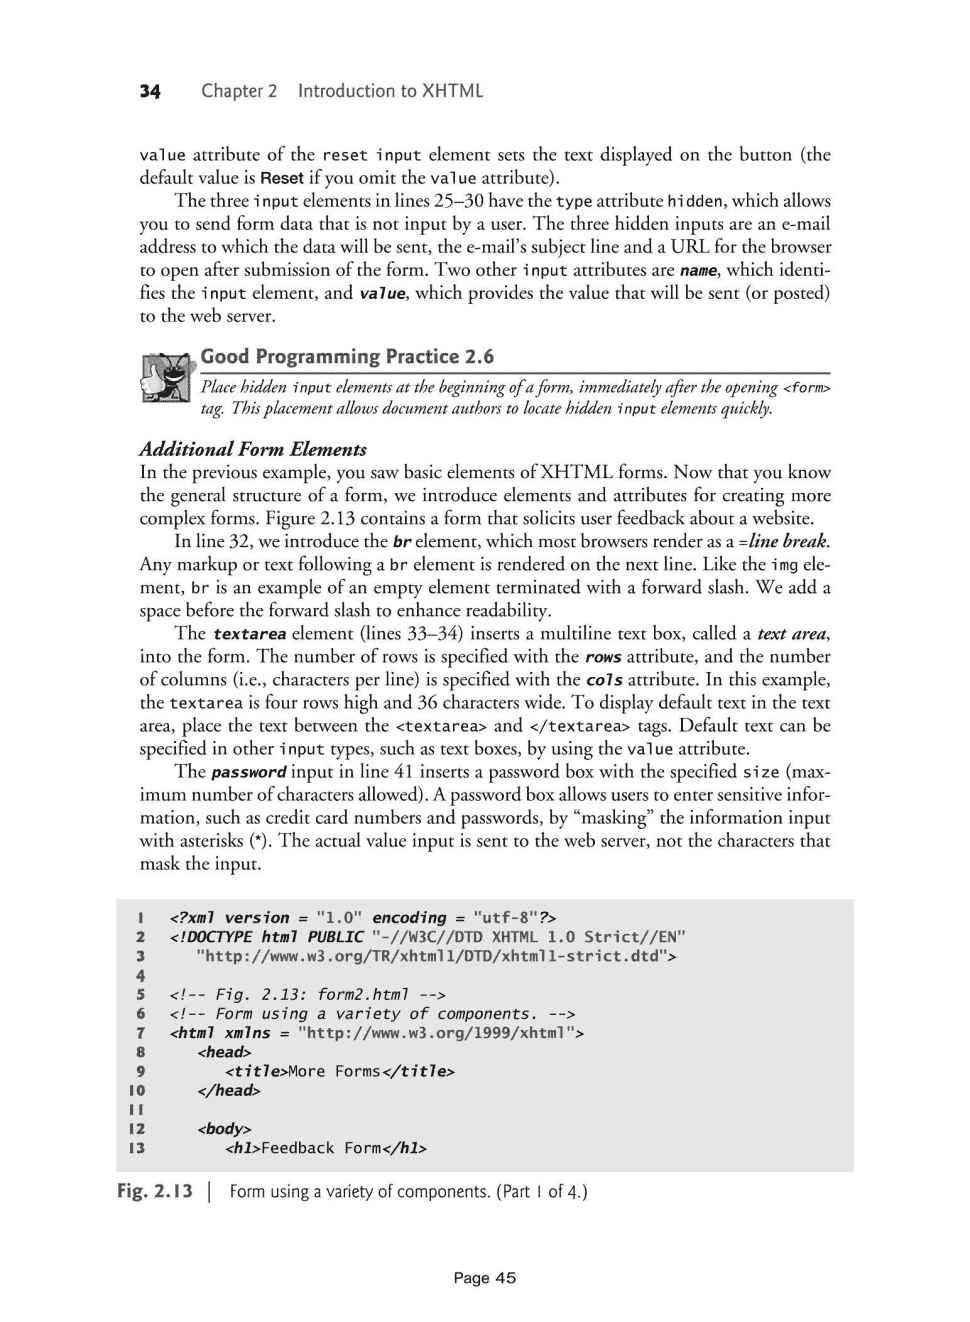 34 Chapter 2 Introduction to XHTML
value attribute of the reset input element sets the text displayed on the button (the
default value is Reset if you omit the value attribute).
The three input elements in lines 25–30 have the type attribute hidden, which allows
you to send form data that is not input by a user. The three hidden inputs are an e-mail
address to which the data will be sent, the e-mail's subject line and a URL for the browser
to open after submission of the form. Two other input attributes are name, which identi-
fies the input element, and value, which provides the value that will be sent (or posted)
to the web server.
Good Programming Practice 2.6
Place hidden input elements at the beginning of a form, immediately after the opening <form>
tag. This placement allows document authors to locate hidden input elements quickly.
Additional Form Elements
In the previous example, you saw basic elements of XHTML forms. Now that you know
the general structure of a form, we introduce elements and attributes for creating more
complex forms. Figure 2.13 contains a form that solicits user feedback about a website.
In line 32, we introduce the br element, which most browsers render as a =line break.
Any markup or text following a br element is rendered on the next line. Like the img ele-
ment, br is an example of an empty element terminated with a forward slash. We add a
space before the forward slash to enhance readability.
The textarea element (lines 33–34) inserts a multiline text box, called a text area,
into the form. The number of rows is specified with the rows attribute, and the number
of columns (i.e., characters per line) is specified with the cols attribute. In this example,
the textarea is four rows high and 36 characters wide. To display default text in the text
area, place the text between the <textarea> and </textarea> tags. Default text can be
specified in other input types, such as text boxes, by using the value attribute.
The password input in line 41 inserts a password box with the specified size (max-
imum number of characters allowed). A password box allows users to enter sensitive infor-
mation, such as credit card numbers and passwords, by "masking" the information input
with asterisks (*). The actual value input is sent to the web server, not the characters that
mask the input.
1 <?xml version = "1.0" encoding = "utf-8"?>
2 <!DOCTYPE html PUBLIC "-//W3C//DTD XHTML 1.0 Strict//EN"
3 "http://www.w3.org/TR/xhtml1/DTD/xhtml1-strict.dtd">
4
5 <!-- Fig. 2.13: form2.html -->
6 <!-- Form using a variety of components. -->
7 <html xmlns = "http://www.w3.org/1999/xhtml">
8 <head>
9 <title>More Forms</title>
10 </head>
11
12 <body>
13 <h1>Feedback Form</h1>
Fig. 2.13 | Form using a variety of components. (Part 1 of 4.)
Page 45